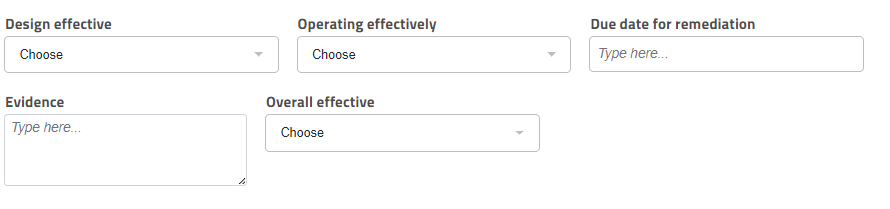 Design effective
Operating effectively
Due date for remediation
Choose
Choose
Type here...
Evidence
Overall effective
Type here...
Choose